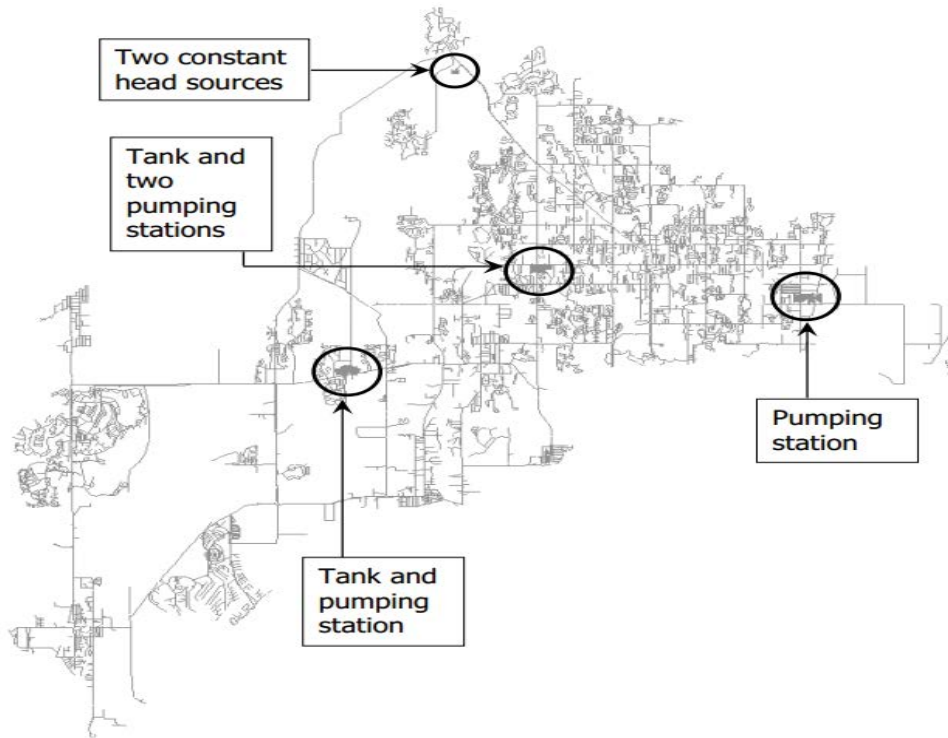 Two constant
head sources
Tank and
two
pumping
stations
Pumping
station
Tank and
pumping
station